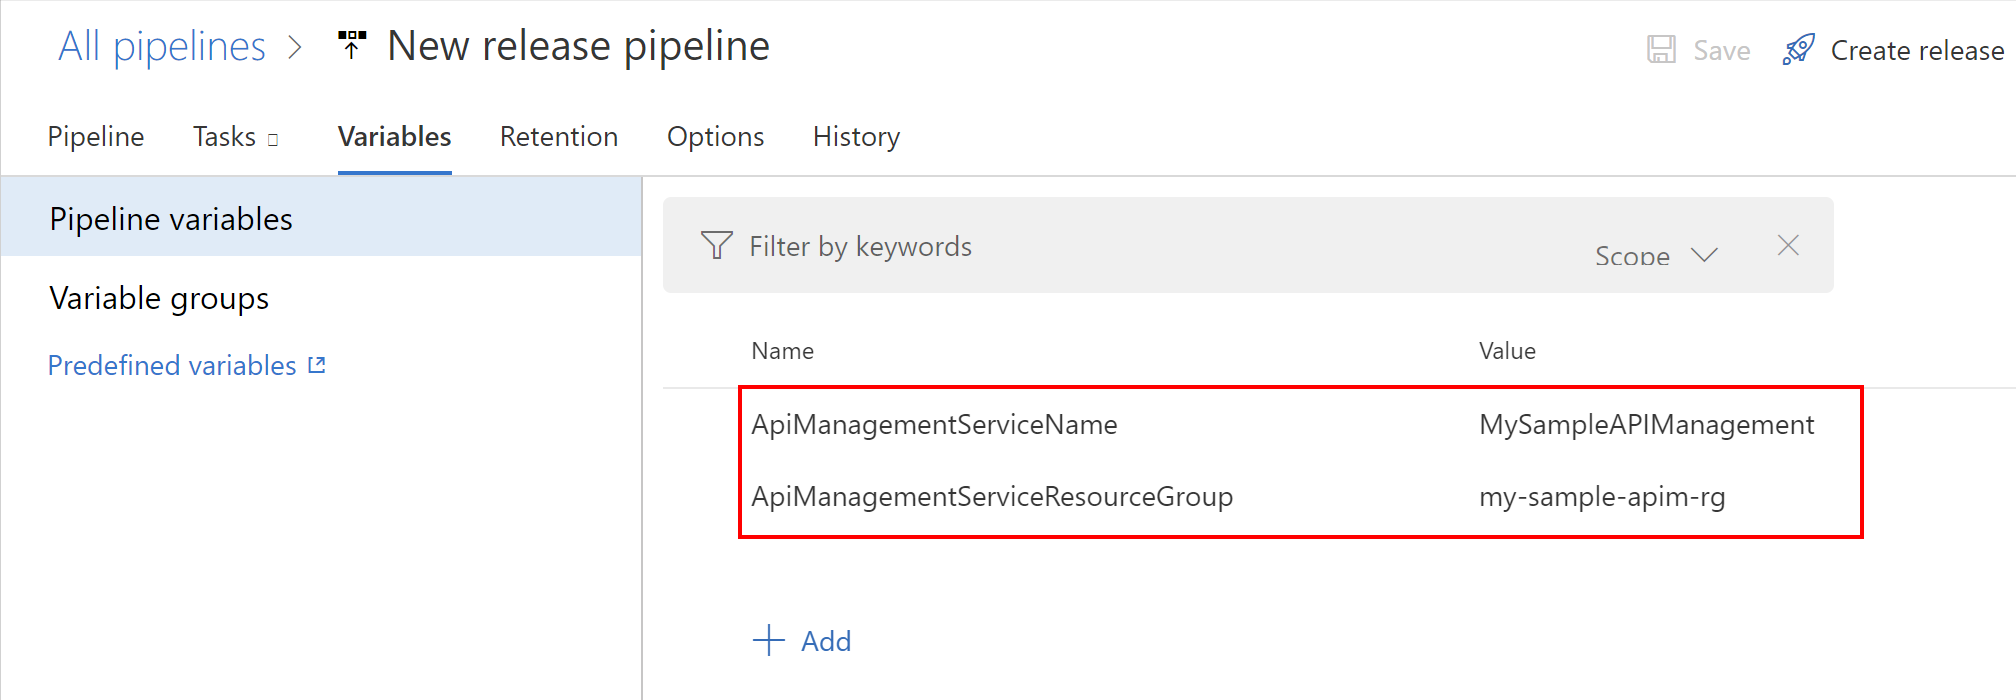 All pipelines > New release pipeline
Save Create release
Pipeline Tasks Variables Retention Options History
Pipeline variables
Variable groups
Predefined variables
Filter by keywords Scope
Name Value
ApiManagementServiceName MySampleAPIManagement
ApiManagementServiceResourceGroup my-sample-apim-rg
+ Add